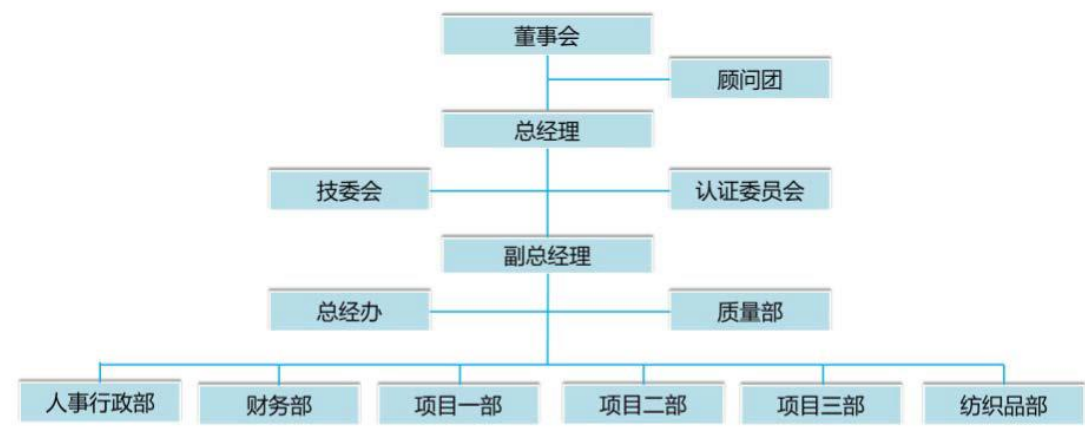 董事会
顾问团
总经理
技委会
认证委员会
副总经理
总经办
质量部
人事行政部
财务部
项目一部
项目二部
项目三部
纺织品部